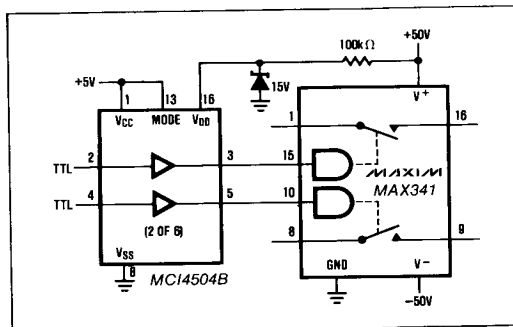 +50V
100kΩ
+5V
15V
1 13 16
VCC MODE VDD
V+
1 16
TTL 2 3 15
MAXIM
MAX341
TTL 4 5 10
(2 OF 6)
8 9
VSS
8
GND V−
MCI4504B
−50V